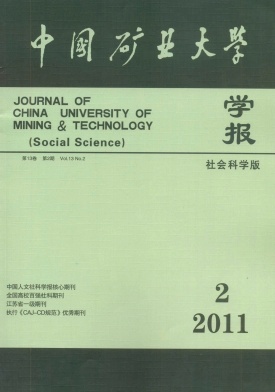 中国矿业大学
JOURNAL OF
CHINA UNIVERSITY OF
MINING & TECHNOLOGY
(Social Science)
学报
第13卷 第2期 Vol.13 No.2
社会科学版
中国人文社科学报核心期刊
全国高校百强社科期刊
江苏省一级期刊
执行《CAJ-CD规范》优秀期刊
2
2011